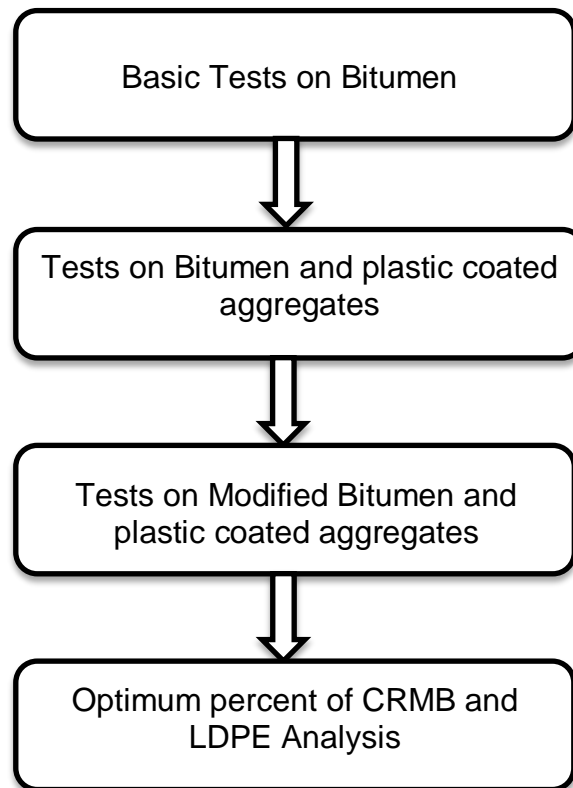 Basic Tests on Bitumen
Tests on Bitumen and plastic coated
aggregates
Tests on Modified Bitumen and
plastic coated aggregates
Optimum percent of CRMB and
LDPE Analysis